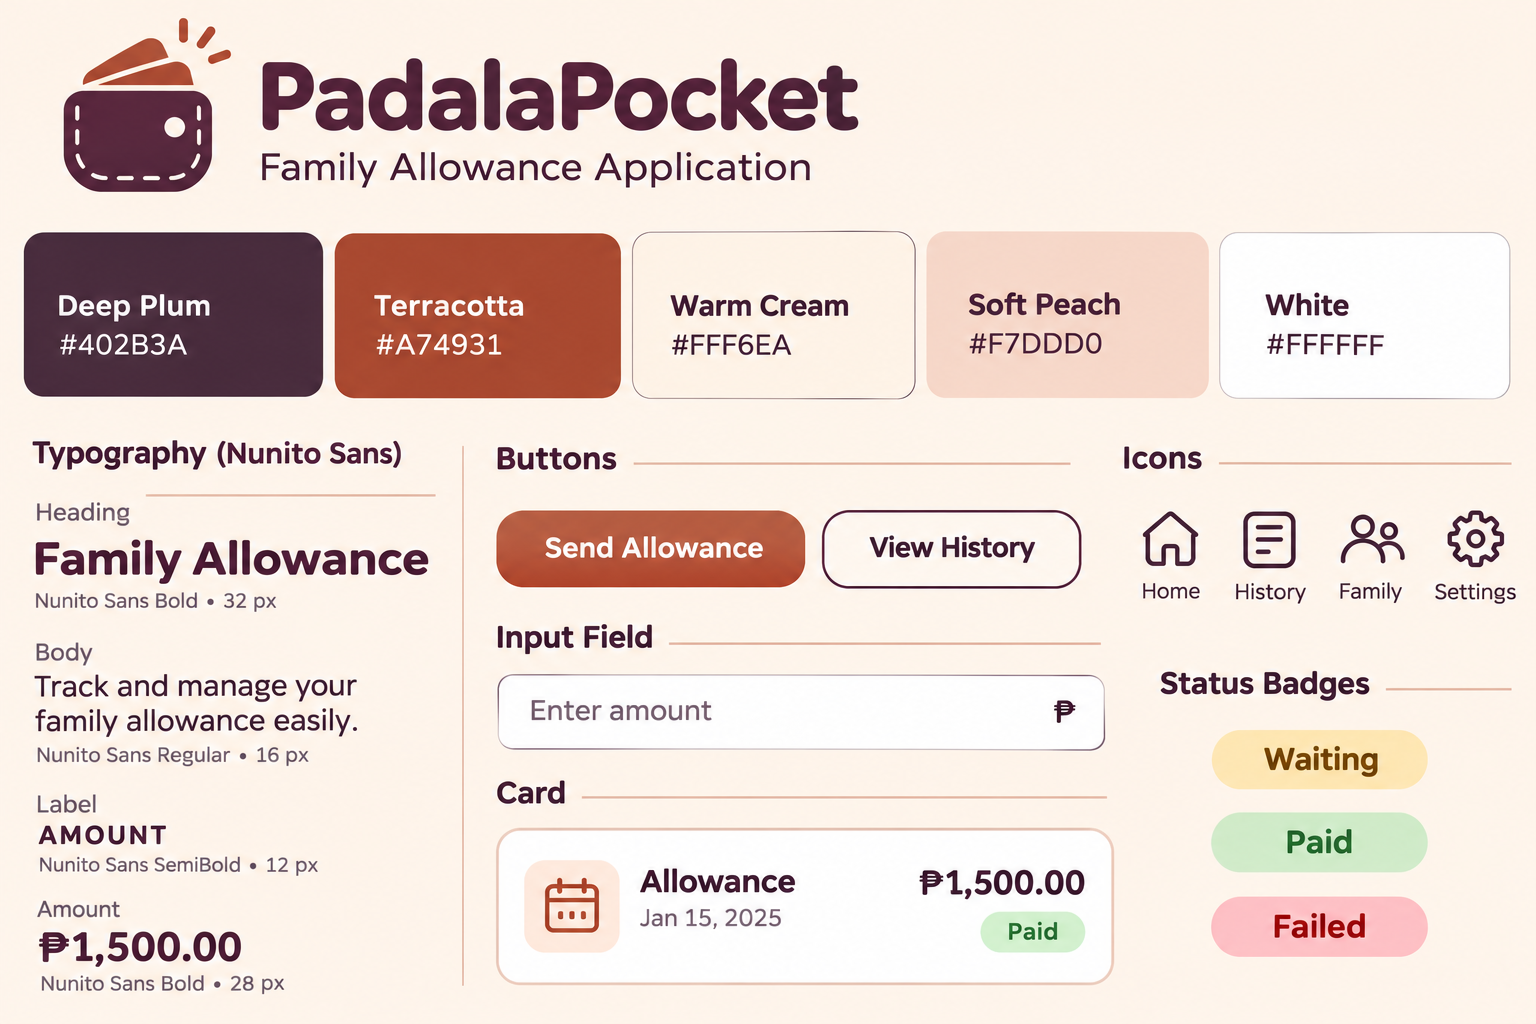 PadalaPocket
Family Allowance Application
Deep Plum
#402B3A
Terracotta
#A74931
Warm Cream
#FFF6EA
Soft Peach
#F7DDD0
White
#FFFFFF
Typography (Nunito Sans)
Heading
Family Allowance
Nunito Sans Bold • 32 px
Body
Track and manage your
family allowance easily.
Nunito Sans Regular • 16 px
Label
AMOUNT
Nunito Sans SemiBold • 12 px
Amount
₱1,500.00
Nunito Sans Bold • 28 px
Buttons
Send Allowance
View History
Input Field
Enter amount
₱
Card
Allowance
Jan 15, 2025
₱1,500.00
Paid
Icons
Home
History
Family
Settings
Status Badges
Waiting
Paid
Failed